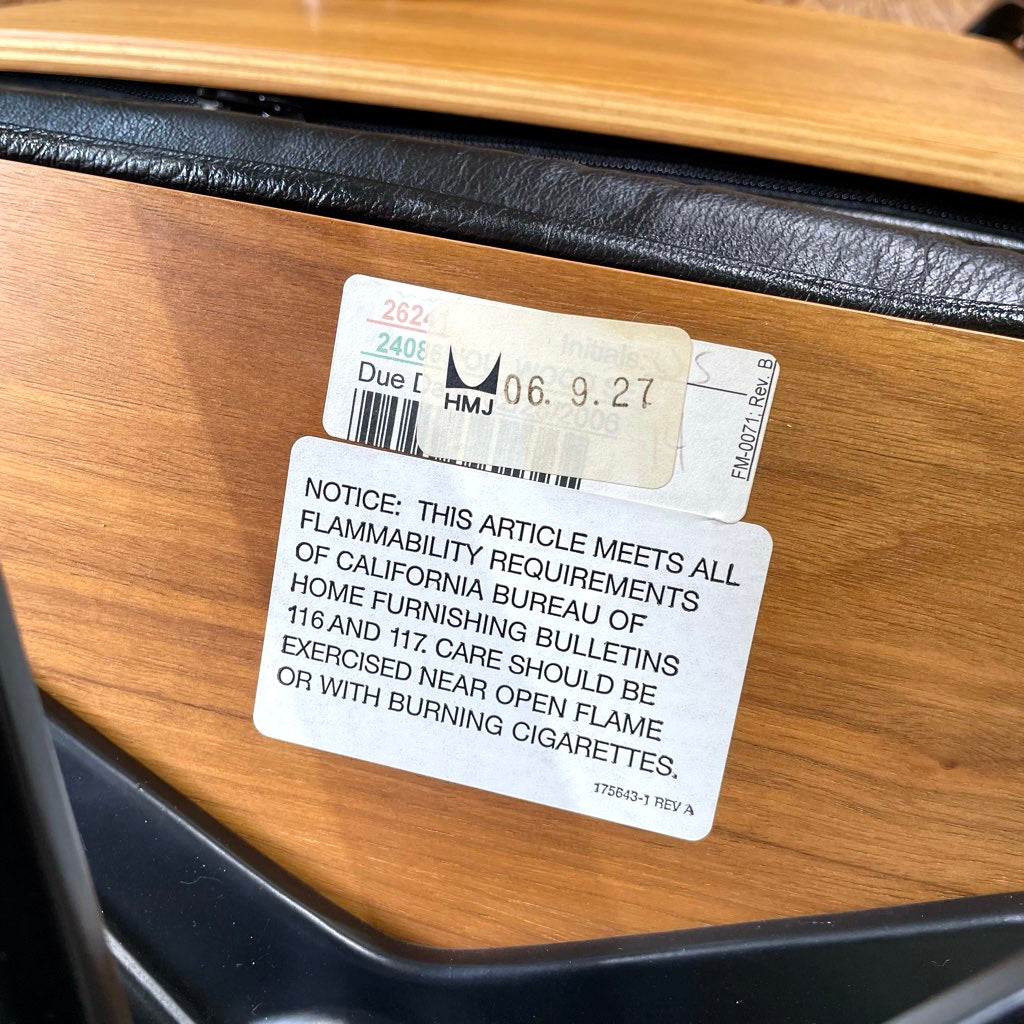 Initials:
Due
HMJ
06. 9.27
/2006
FM-0071; Rev. B
NOTICE: THIS ARTICLE MEETS ALL
FLAMMABILITY REQUIREMENTS
OF CALIFORNIA BUREAU OF
HOME FURNISHING BULLETINS
116 AND 117. CARE SHOULD BE
EXERCISED NEAR OPEN FLAME
OR WITH BURNING CIGARETTES.
175643-1 REV A